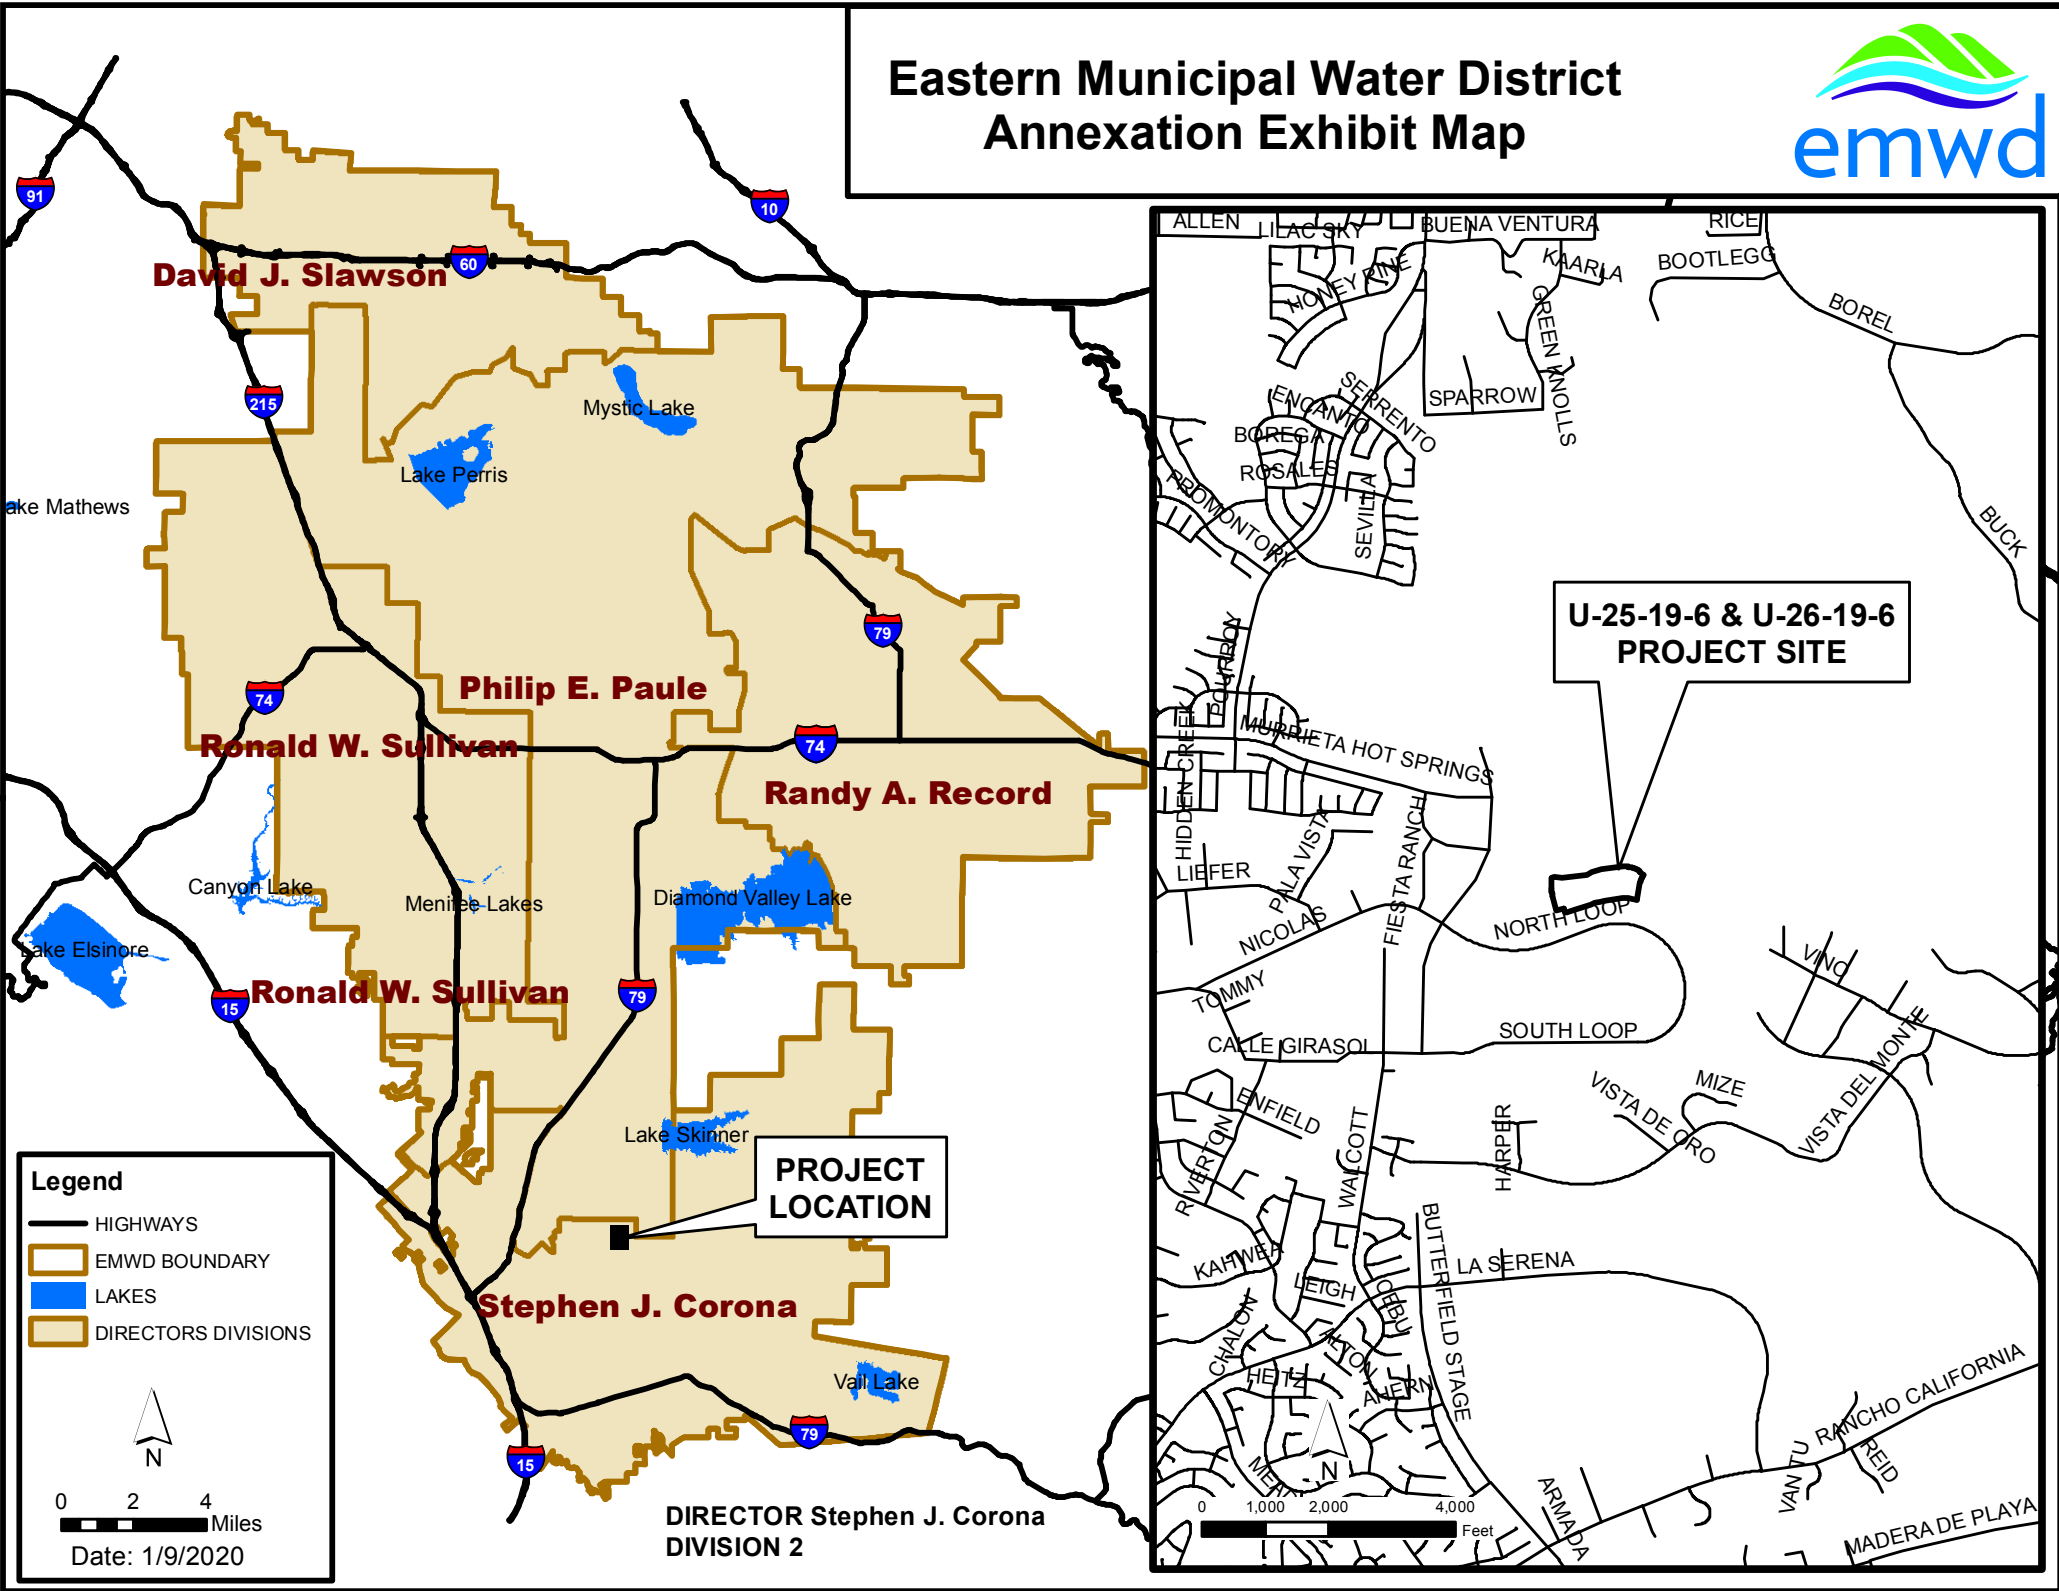 Eastern Municipal Water District
Annexation Exhibit Map
emwd
91
10
60
David J. Slawson
215
Mystic Lake
Lake Perris
ake Mathews
79
74
Philip E. Paule
Ronald W. Sullivan
74
Randy A. Record
Canyon Lake
Menifee Lakes
Diamond Valley Lake
Lake Elsinore
15
Ronald W. Sullivan
79
Lake Skinner
PROJECT
LOCATION
Stephen J. Corona
Vail Lake
79
15
DIRECTOR Stephen J. Corona
DIVISION 2
Legend
HIGHWAYS
EMWD BOUNDARY
LAKES
DIRECTORS DIVISIONS
N
0 2 4
Miles
Date: 1/9/2020
ALLEN
LILAC SKY
BUENA VENTURA
RICE
KAARLA
BOOTLEGG
HONEY PINE
GREEN KNOLLS
BOREL
SERRENTO
SPARROW
ENCANTO
BOREGA
ROSALES
PROMONTORY
SEVILLA
BUCK
U-25-19-6 & U-26-19-6
PROJECT SITE
POURROY
HIDDEN CREEK
MURRIETA HOT SPRINGS
PALA VISTA
FIESTA RANCH
LIEFER
NICOLAS
NORTH LOOP
VINO
TOMMY
CALLE GIRASOL
SOUTH LOOP
VISTA DEL MONTE
MIZE
VISTA DE ORO
ENFIELD
RIVERTON
WALCOTT
HARPER
KAHWEA
LEIGH
CEBU
BUTTERFIELD STAGE
LA SERENA
CHALON
ALTON
HEITZ
AHERN
RANCHO CALIFORNIA
REID
VAN TU
N
ARMADA
MADERA DE PLAYA
0 1,000 2,000 4,000
Feet